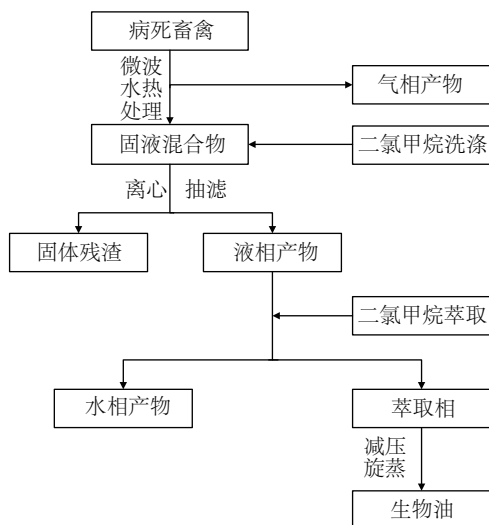 病死畜禽
微波
水热
处理
气相产物
固液混合物
二氯甲烷洗涤
离心
抽滤
固体残渣
液相产物
二氯甲烷萃取
水相产物
萃取相
减压
旋蒸
生物油